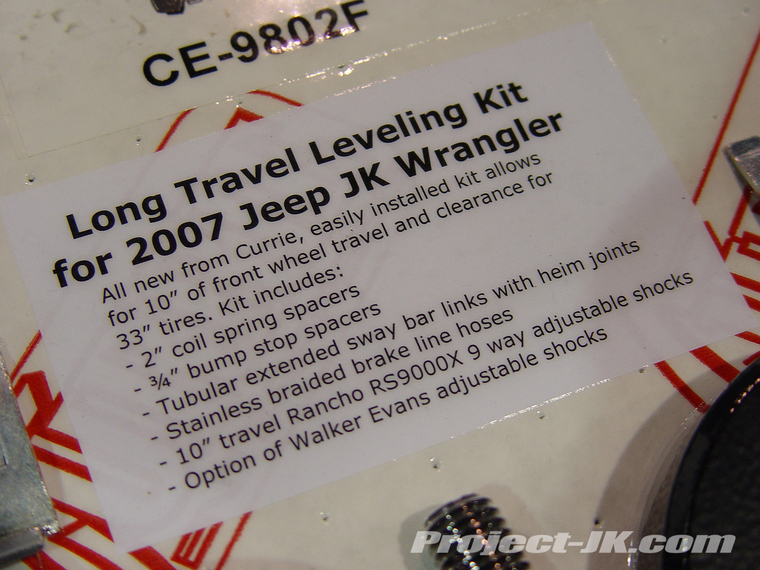 CE-9802F
Long Travel Leveling Kit
for 2007 Jeep JK Wrangler
All new from Currie, easily installed kit allows
for 10” of front wheel travel and clearance for
33” tires. Kit includes:
- 2” coil spring spacers
- ¾” bump stop spacers
- Tubular extended sway bar links with heim joints
- Stainless braided brake line hoses
- 10” travel Rancho RS9000X 9 way adjustable shocks
- Option of Walker Evans adjustable shocks
Project-JK.com